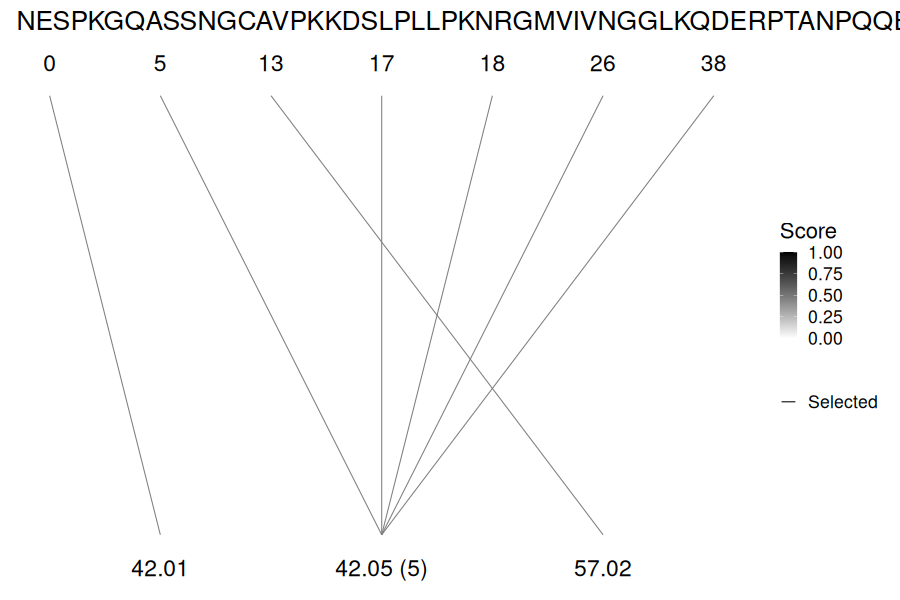 NESPKGQASSNGCAVPKKDSLPLLPKNRGMVIVNGGLKQDERPTANPQQE
0 5 13 17 18 26 38
Score
1.00
0.75
0.50
0.25
0.00
Selected
42.01 42.05 (5) 57.02